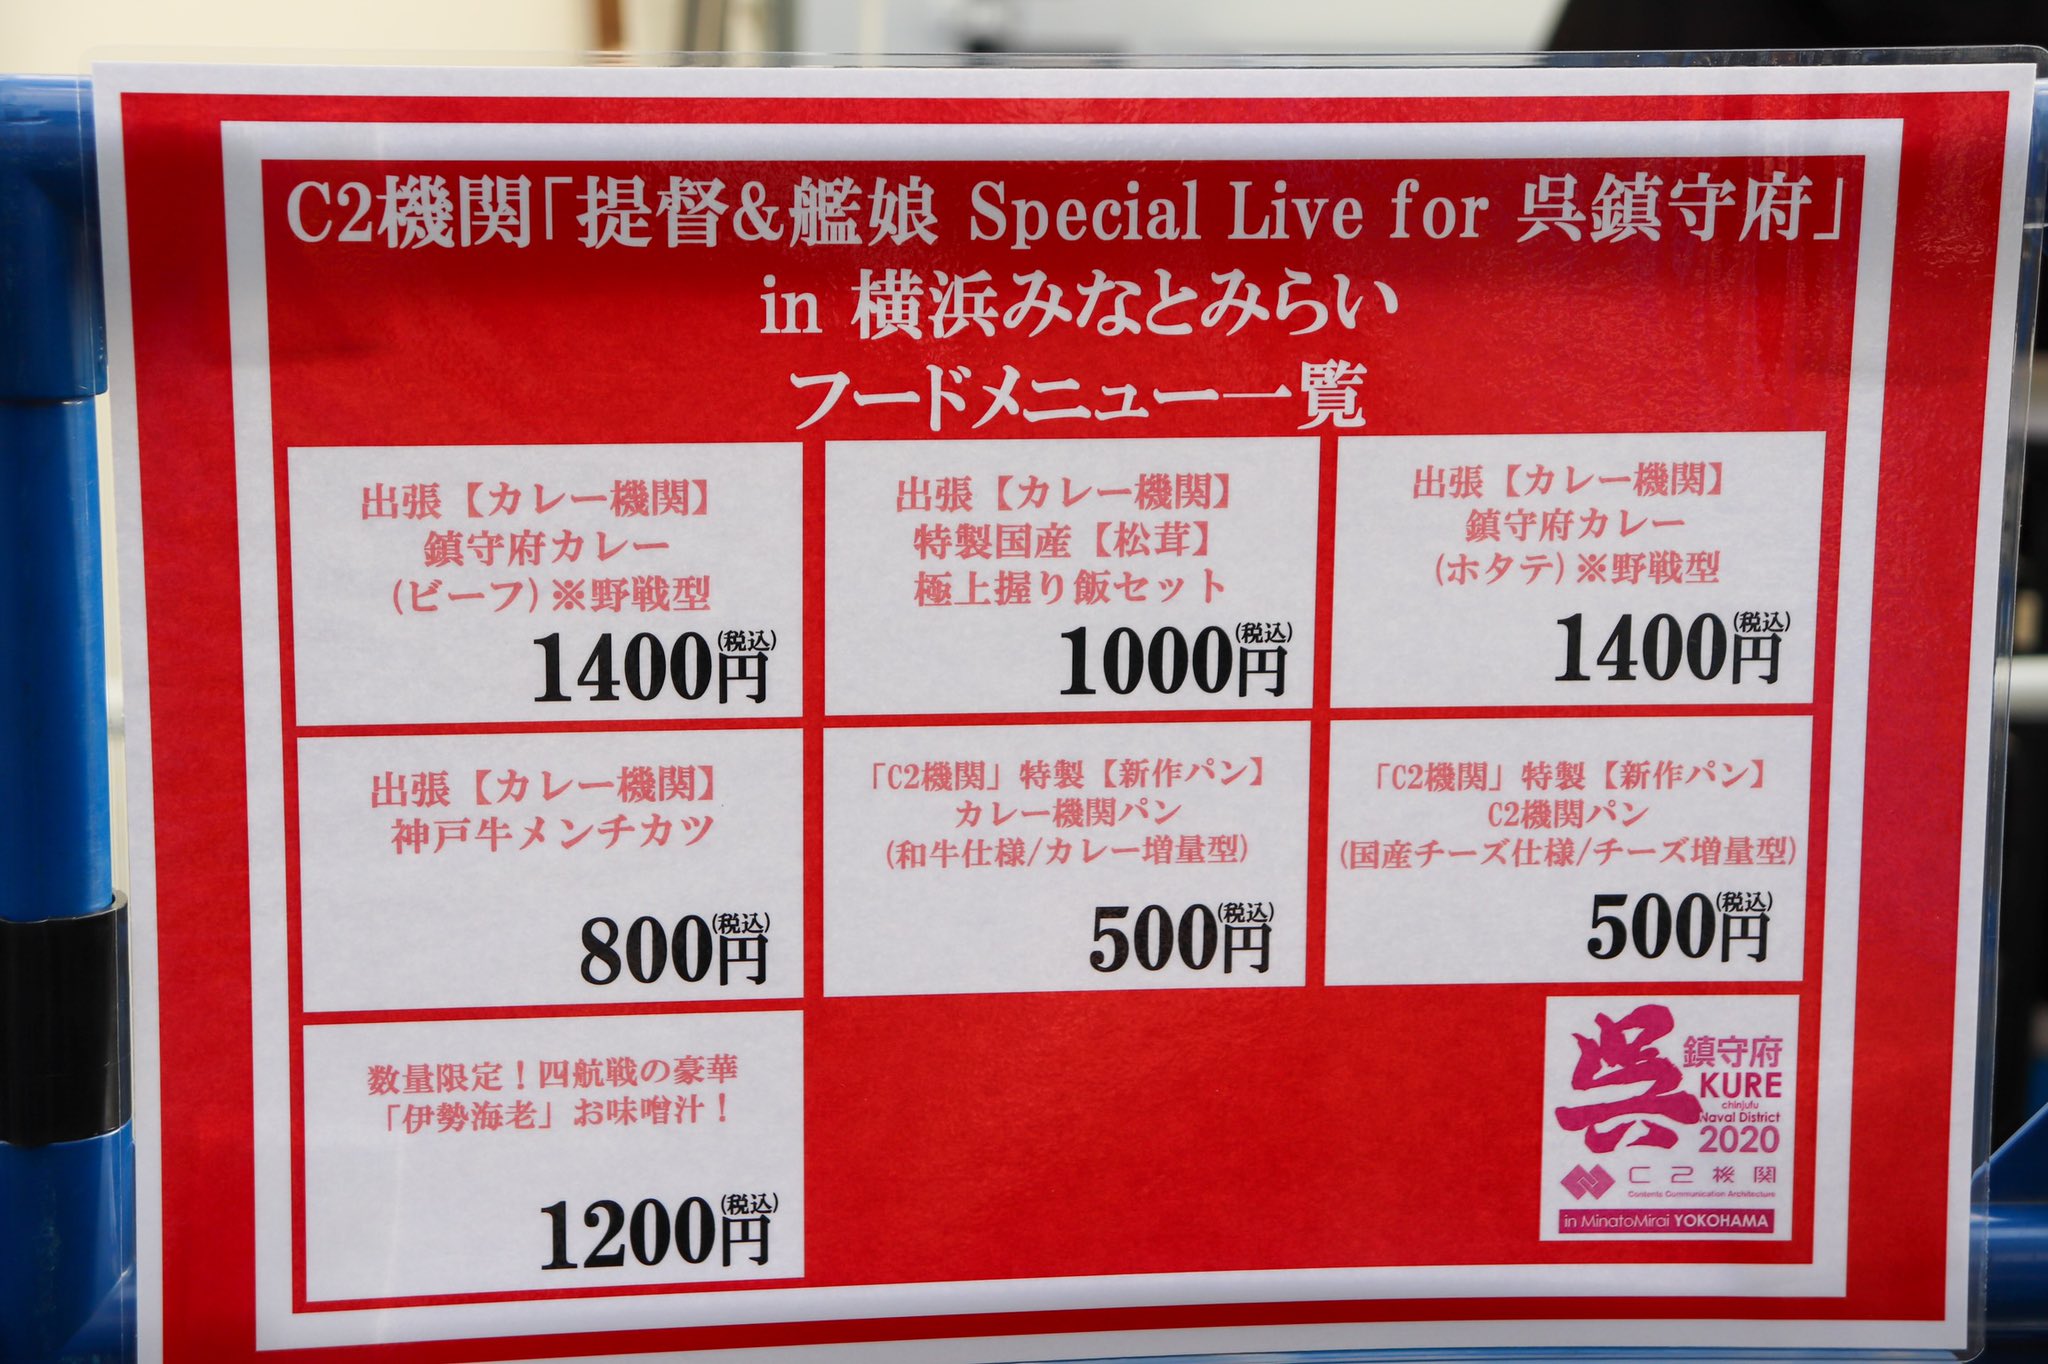 C2機関「提督&艦娘 Special Live for 呉鎮守府」
in 横浜みなとみらい
フードメニュー一覧
出張【カレー機関】
鎮守府カレー
(ビーフ)※野戦型
1400円(税込)
出張【カレー機関】
特製国産【松茸】
極上握り飯セット
1000円(税込)
出張【カレー機関】
鎮守府カレー
(ホタテ)※野戦型
1400円(税込)
出張【カレー機関】
神戸牛メンチカツ
800円(税込)
「C2機関」特製【新作パン】
カレー機関パン
(和牛仕様/カレー増量型)
500円(税込)
「C2機関」特製【新作パン】
C2機関パン
(国産チーズ仕様/チーズ増量型)
500円(税込)
数量限定！四航戦の豪華
「伊勢海老」お味噌汁！
1200円(税込)
呉
鎮守府
KURE
chinjufu
Naval District
2020
C2機関
Contents Communication Architecture
in MinatoMirai YOKOHAMA